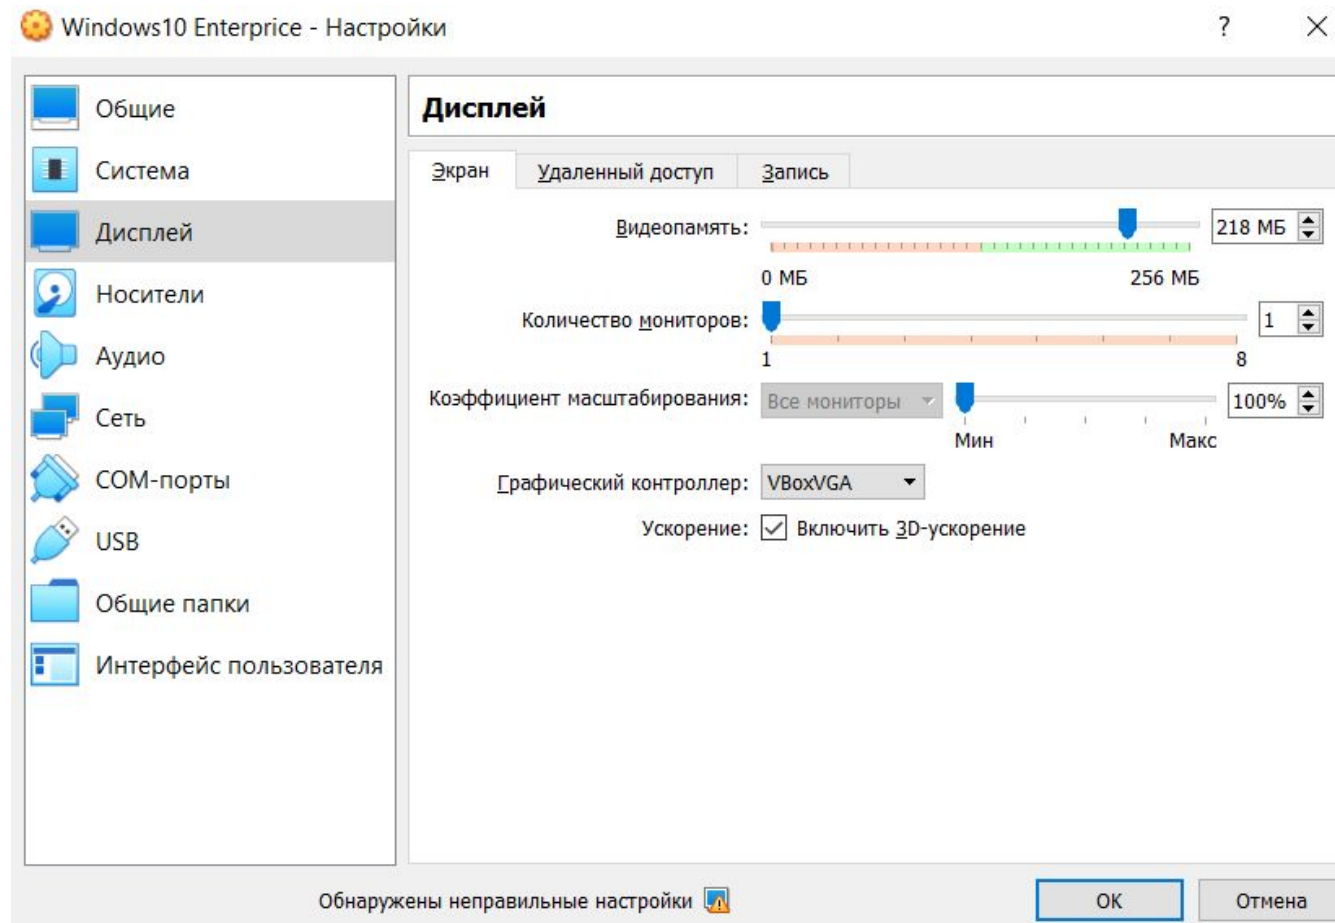 Windows10 Enterprice - Настройки
?
Общие
Система
Дисплей
Носители
Аудио
Сеть
COM-порты
USB
Общие папки
Интерфейс пользователя
Дисплей
Экран Удаленный доступ Запись
Видеопамять: 218 МБ
0 МБ 256 МБ
Количество мониторов: 1
1 8
Коэффициент масштабирования: Все мониторы 100%
Мин Макс
Графический контроллер: VBoxVGA
Ускорение: Включить 3D-ускорение
Обнаружены неправильные настройки
OK Отмена